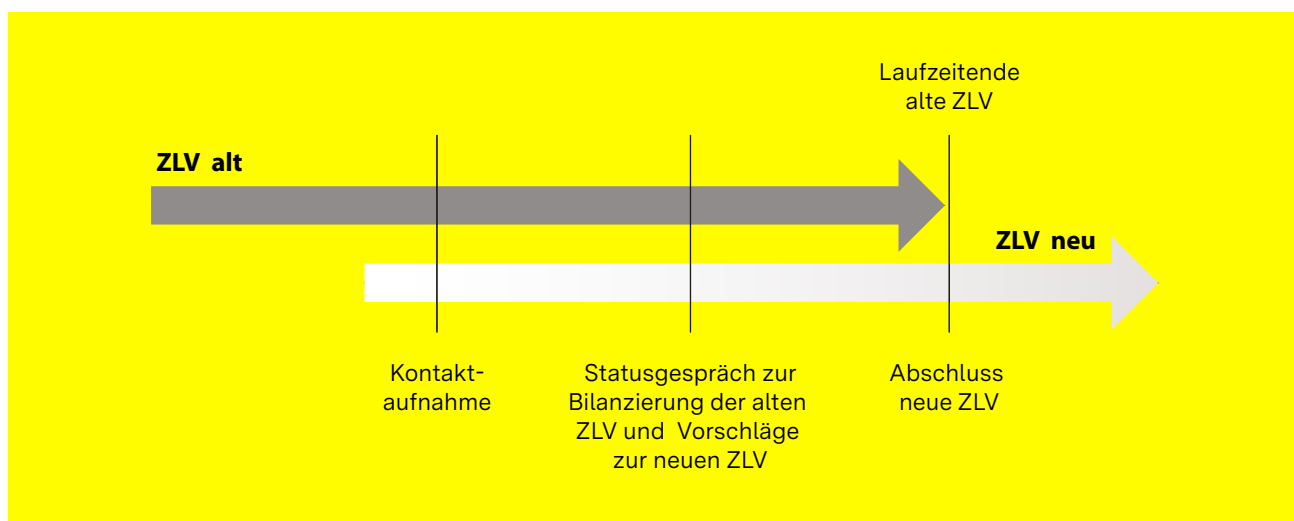 Laufzeitende
alte ZLV
ZLV alt
ZLV neu
Kontakt-
aufnahme
Statusgespräch zur
Bilanzierung der alten
ZLV und Vorschläge
zur neuen ZLV
Abschluss
neue ZLV